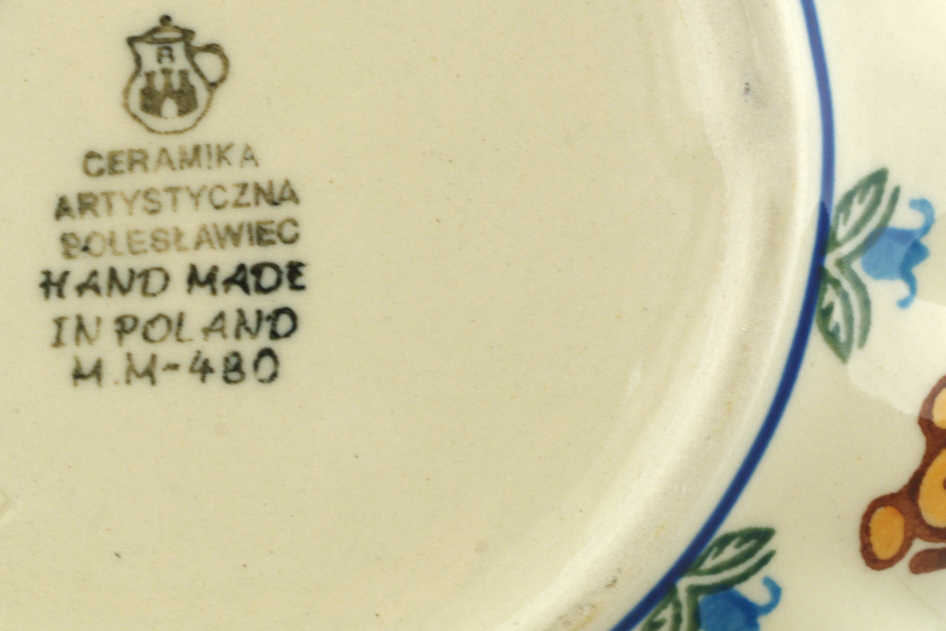 CERAMIKA
ARTYSTYCZNA
BOLESŁAWIEC
HAND MADE
IN POLAND
M.M-480